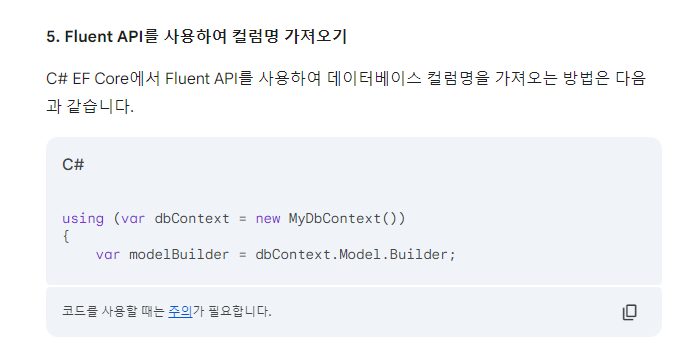 5. Fluent API를 사용하여 컬럼명 가져오기
C# EF Core에서 Fluent API를 사용하여 데이터베이스 컬럼명을 가져오는 방법은 다음
과 같습니다.
C#
using (var dbContext = new MyDbContext())
{
    var modelBuilder = dbContext.Model.Builder;
코드를 사용할 때는 주의가 필요합니다.